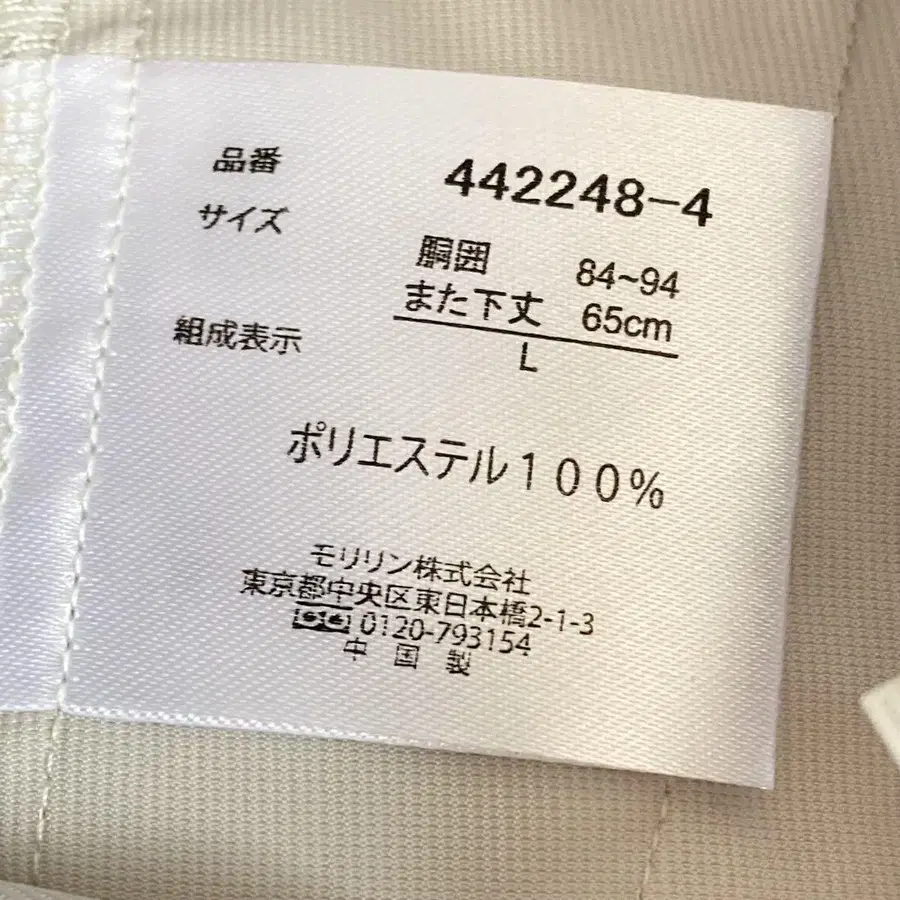 品番 442248-4
サイズ
胴囲 84~94
また下丈 65cm
L
組成表示
ポリエステル100%
モリリン株式会社
東京都中央区東日本橋2-1-3
0120-793154
中国製